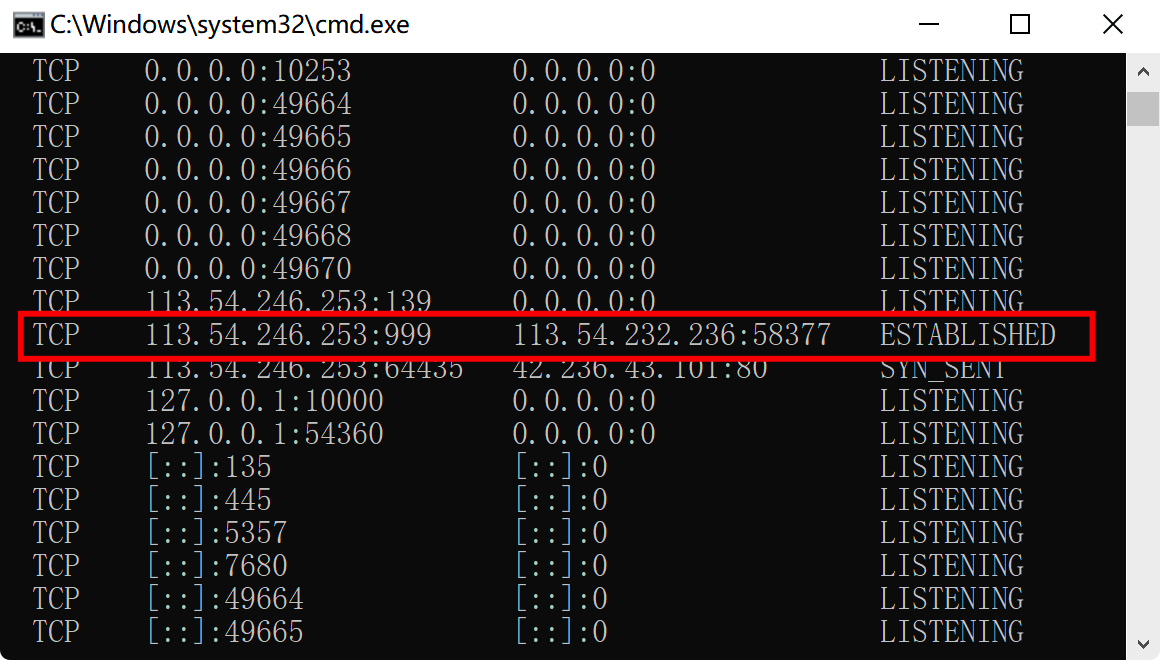 C:\Windows\system32\cmd.exe
TCP 0.0.0.0:10253 0.0.0.0:0 LISTENING
TCP 0.0.0.0:49664 0.0.0.0:0 LISTENING
TCP 0.0.0.0:49665 0.0.0.0:0 LISTENING
TCP 0.0.0.0:49666 0.0.0.0:0 LISTENING
TCP 0.0.0.0:49667 0.0.0.0:0 LISTENING
TCP 0.0.0.0:49668 0.0.0.0:0 LISTENING
TCP 0.0.0.0:49670 0.0.0.0:0 LISTENING
TCP 113.54.246.253:139 0.0.0.0:0 LISTENING
TCP 113.54.246.253:999 113.54.232.236:58377 ESTABLISHED
TCP 113.54.246.253:64435 42.236.43.101:80 SYN_SENT
TCP 127.0.0.1:10000 0.0.0.0:0 LISTENING
TCP 127.0.0.1:54360 0.0.0.0:0 LISTENING
TCP [::]:135 [::]:0 LISTENING
TCP [::]:445 [::]:0 LISTENING
TCP [::]:5357 [::]:0 LISTENING
TCP [::]:7680 [::]:0 LISTENING
TCP [::]:49664 [::]:0 LISTENING
TCP [::]:49665 [::]:0 LISTENING